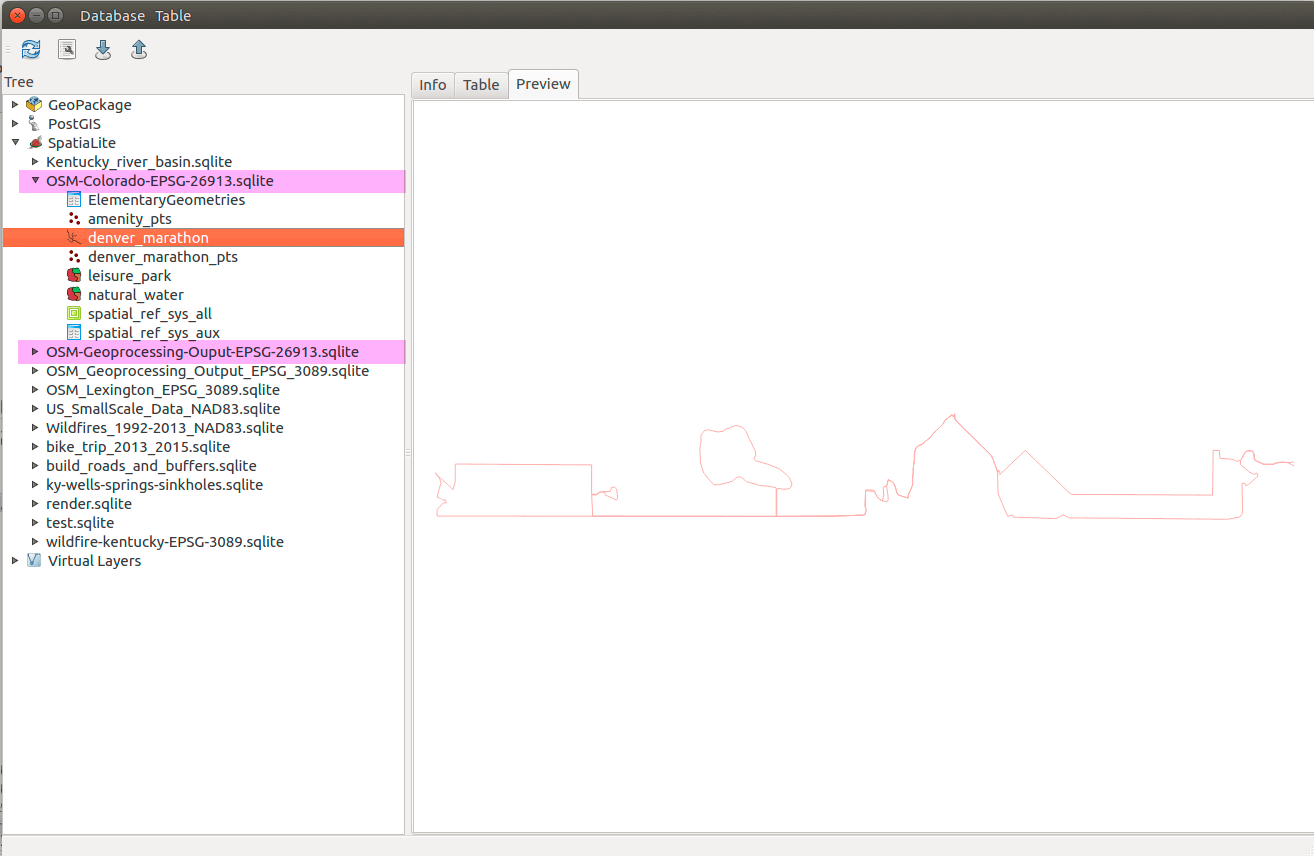 Database Table
Tree
Info Table Preview
GeoPackage
PostGIS
SpatiaLite
Kentucky_river_basin.sqlite
OSM-Colorado-EPSG-26913.sqlite
ElementaryGeometries
amenity_pts
denver_marathon
denver_marathon_pts
leisure_park
natural_water
spatial_ref_sys_all
spatial_ref_sys_aux
OSM-Geoprocessing-Ouput-EPSG-26913.sqlite
OSM_Geoprocessing_Output_EPSG_3089.sqlite
OSM_Lexington_EPSG_3089.sqlite
US_SmallScale_Data_NAD83.sqlite
Wildfires_1992-2013_NAD83.sqlite
bike_trip_2013_2015.sqlite
build_roads_and_buffers.sqlite
ky-wells-springs-sinkholes.sqlite
render.sqlite
test.sqlite
wildfire-kentucky-EPSG-3089.sqlite
Virtual Layers